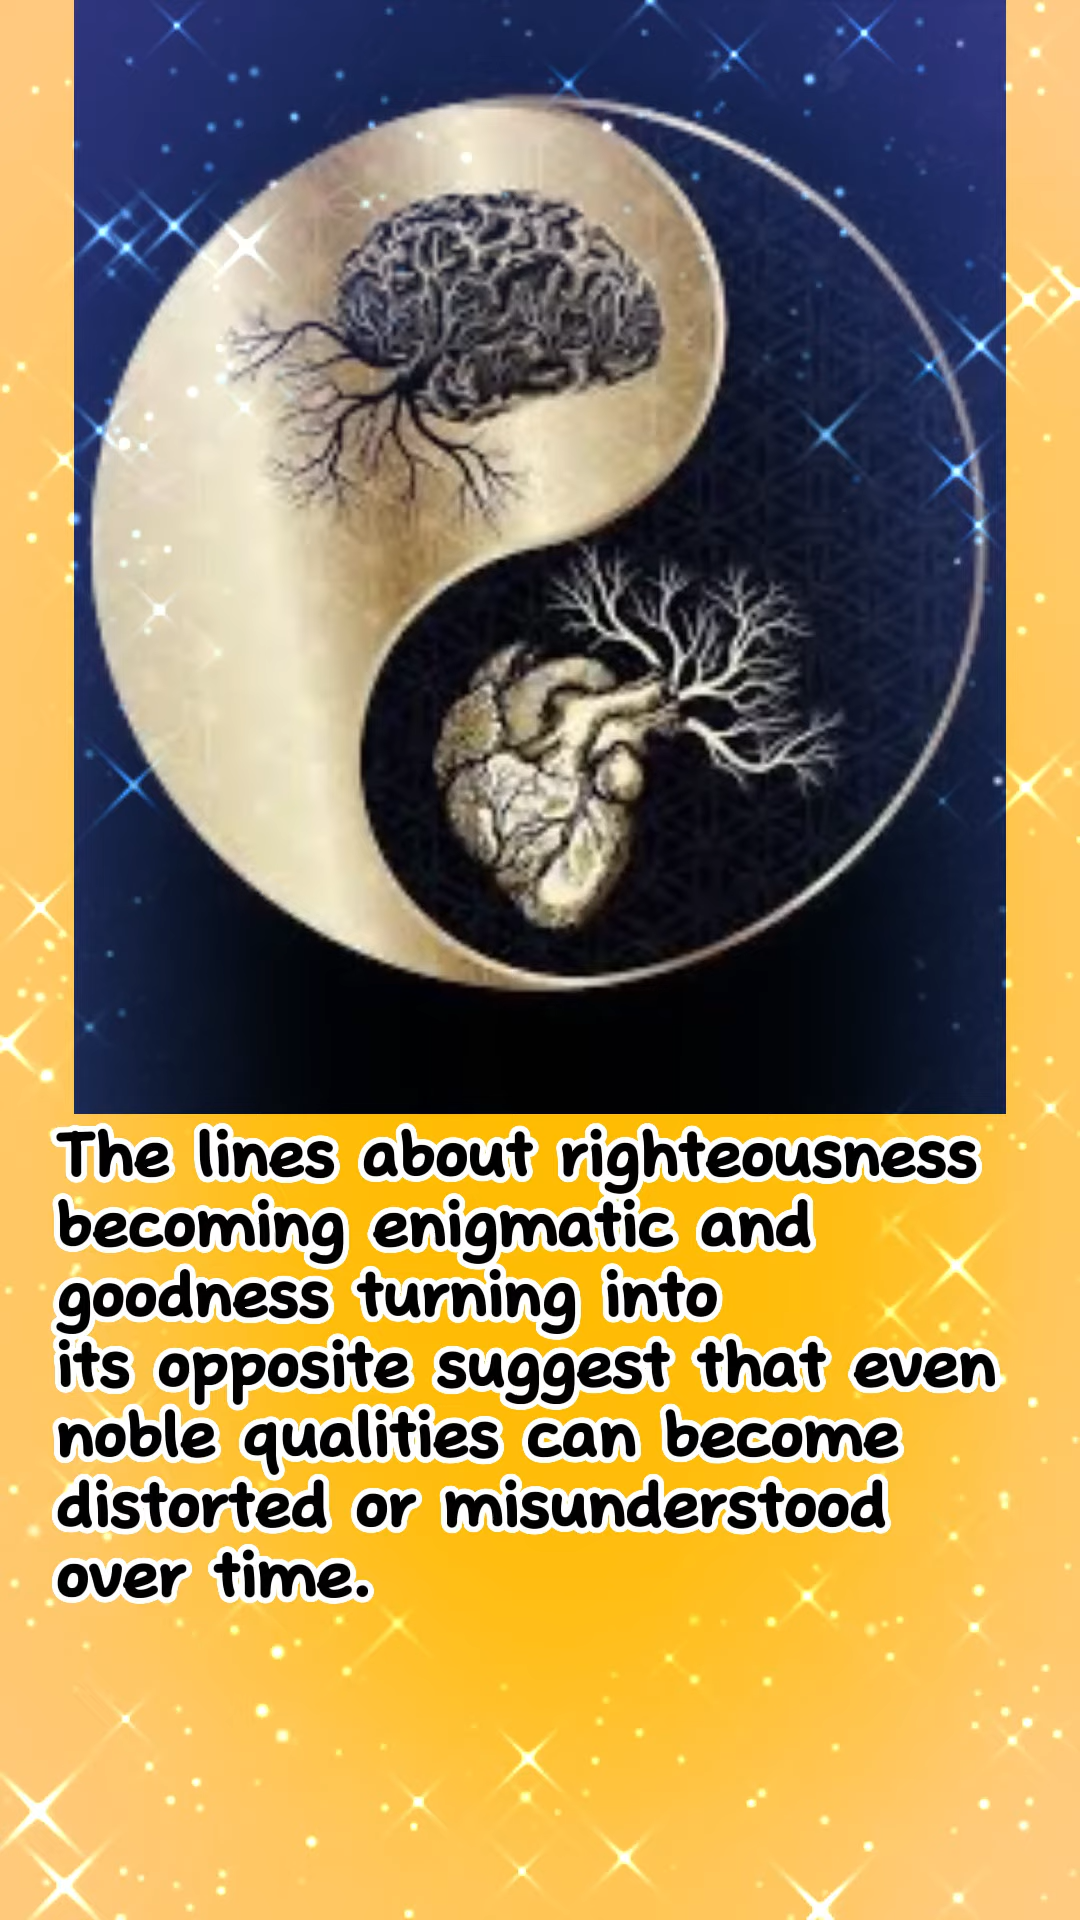 The lines about righteousness
becoming enigmatic and
goodness turning into
its opposite suggest that even
noble qualities can become
distorted or misunderstood
over time.